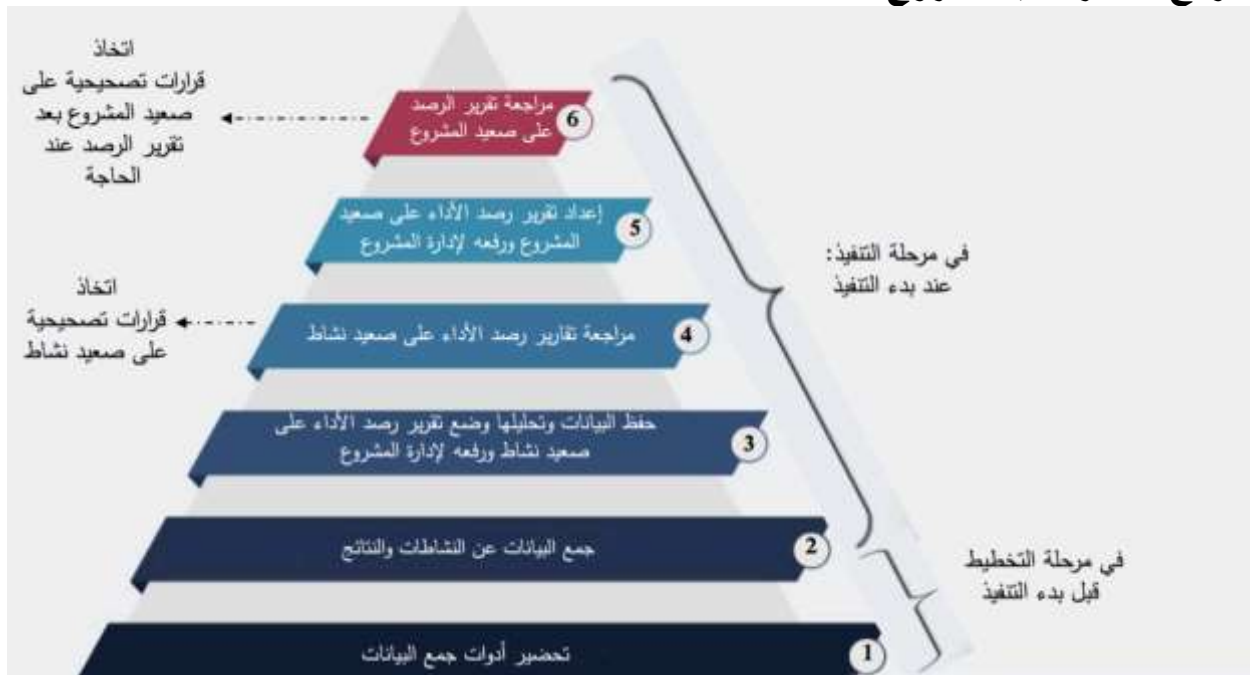 اتخاذ
قرارات تصحيحية على
صعيد المشروع بعد
تقرير الرصد عند
الحاجة
مراجعة تقرير الرصد
على صعيد المشروع
6
إعداد تقرير رصد الأداء على صعيد
المشروع ورفعه لإدارة المشروع
5
في مرحلة التنفيذ:
عند بدء التنفيذ
اتخاذ
قرارات تصحيحية
على صعيد نشاط
مراجعة تقارير رصد الأداء على صعيد نشاط
4
حفظ البيانات وتحليلها وضع تقرير رصد الأداء على
صعيد نشاط ورفعه لإدارة المشروع
3
جمع البيانات عن النشاطات والنتائج
2
في مرحلة التخطيط
قبل بدء التنفيذ
تحضير أدوات جمع البيانات
1